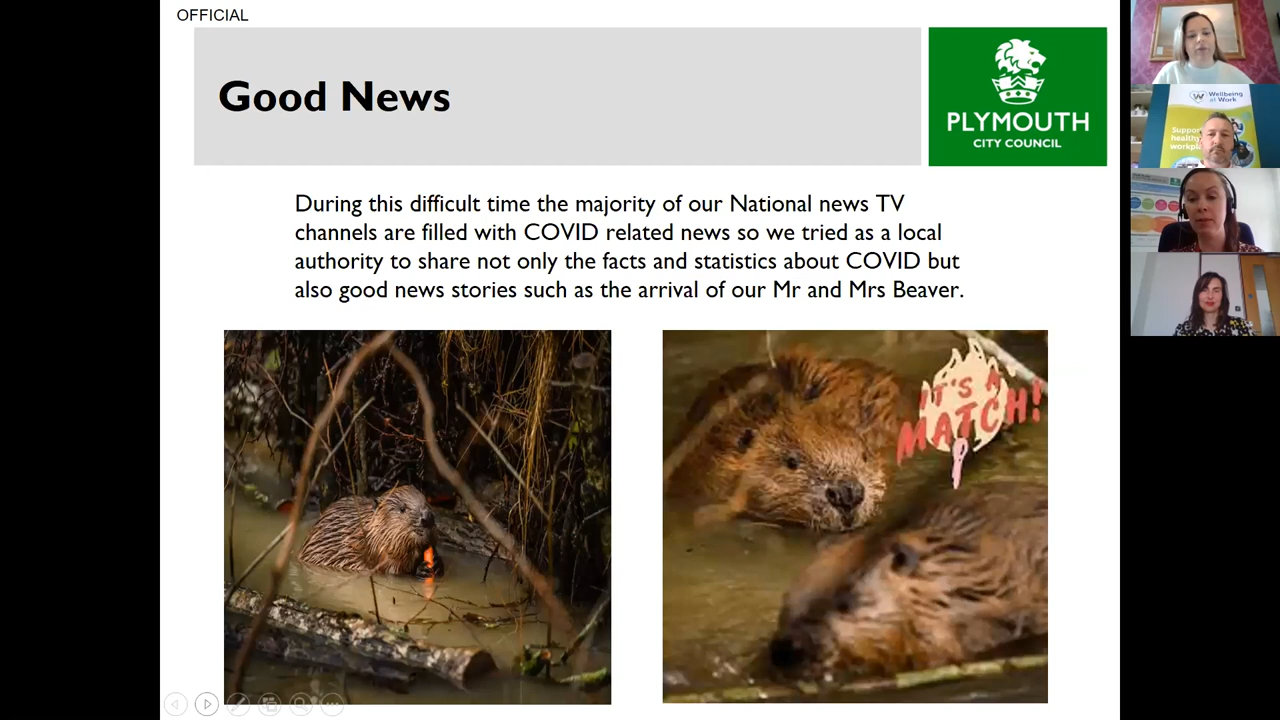 OFFICIAL
Good News
PLYMOUTH
CITY COUNCIL
During this difficult time the majority of our National news TV
channels are filled with COVID related news so we tried as a local
authority to share not only the facts and statistics about COVID but
also good news stories such as the arrival of our Mr and Mrs Beaver.
IT'S A
MATCH!
Wellbeing
at Work